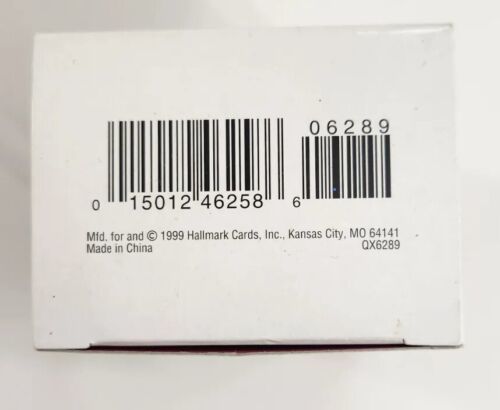 06289
0 15012 46258 6
Mfd. for and © 1999 Hallmark Cards, Inc., Kansas City, MO 64141
Made in China QX6289